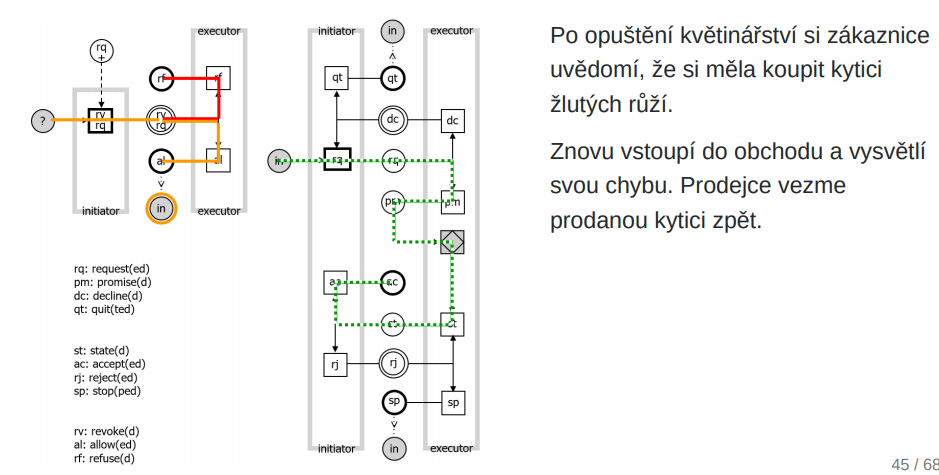 executor
initiator
in
executor
rq
+
rf
rf
qt
qt
?
rv
rq
rv
rq
dc
dc
al
al
in
rq
rq
in
initiator
executor
pm
pm
rq: request(ed)
pm: promise(d)
dc: decline(d)
qt: quit(ted)
ac
ac
st: state(d)
ac: accept(ed)
rj: reject(ed)
sp: stop(ped)
st
st
rj
rj
sp
sp
rv: revoke(d)
al: allow(ed)
rf: refuse(d)
initiator
in
executor
Po opuštění květinářství si zákaznice
uvědomí, že si měla koupit kytici
žlutých růží.
Znovu vstoupí do obchodu a vysvětlí
svou chybu. Prodejce vezme
prodanou kytici zpět.
45 / 68